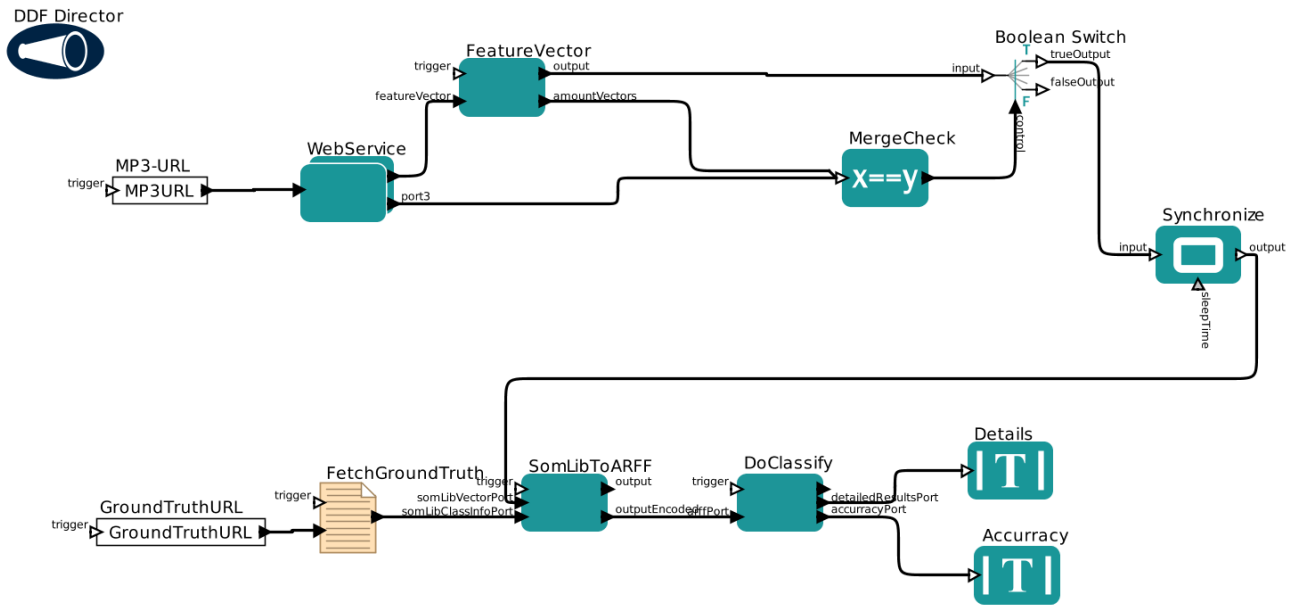 DDF Director
FeatureVector
trigger
output
featureVector
amountVectors
Boolean Switch
T
trueOutput
input
falseOutput
F
control
MergeCheck
x==y
WebService
port3
MP3-URL
trigger
MP3URL
Synchronize
input
output
sleepTime
Details
T
FetchGroundTruth
trigger
SomLibToARFF
trigger
output
somLibVectorPort
somLibClassInfoPort
outputEncoded
DoClassify
trigger
arffPort
detailedResultsPort
accurracyPort
GroundTruthURL
trigger
GroundTruthURL
Accurracy
T